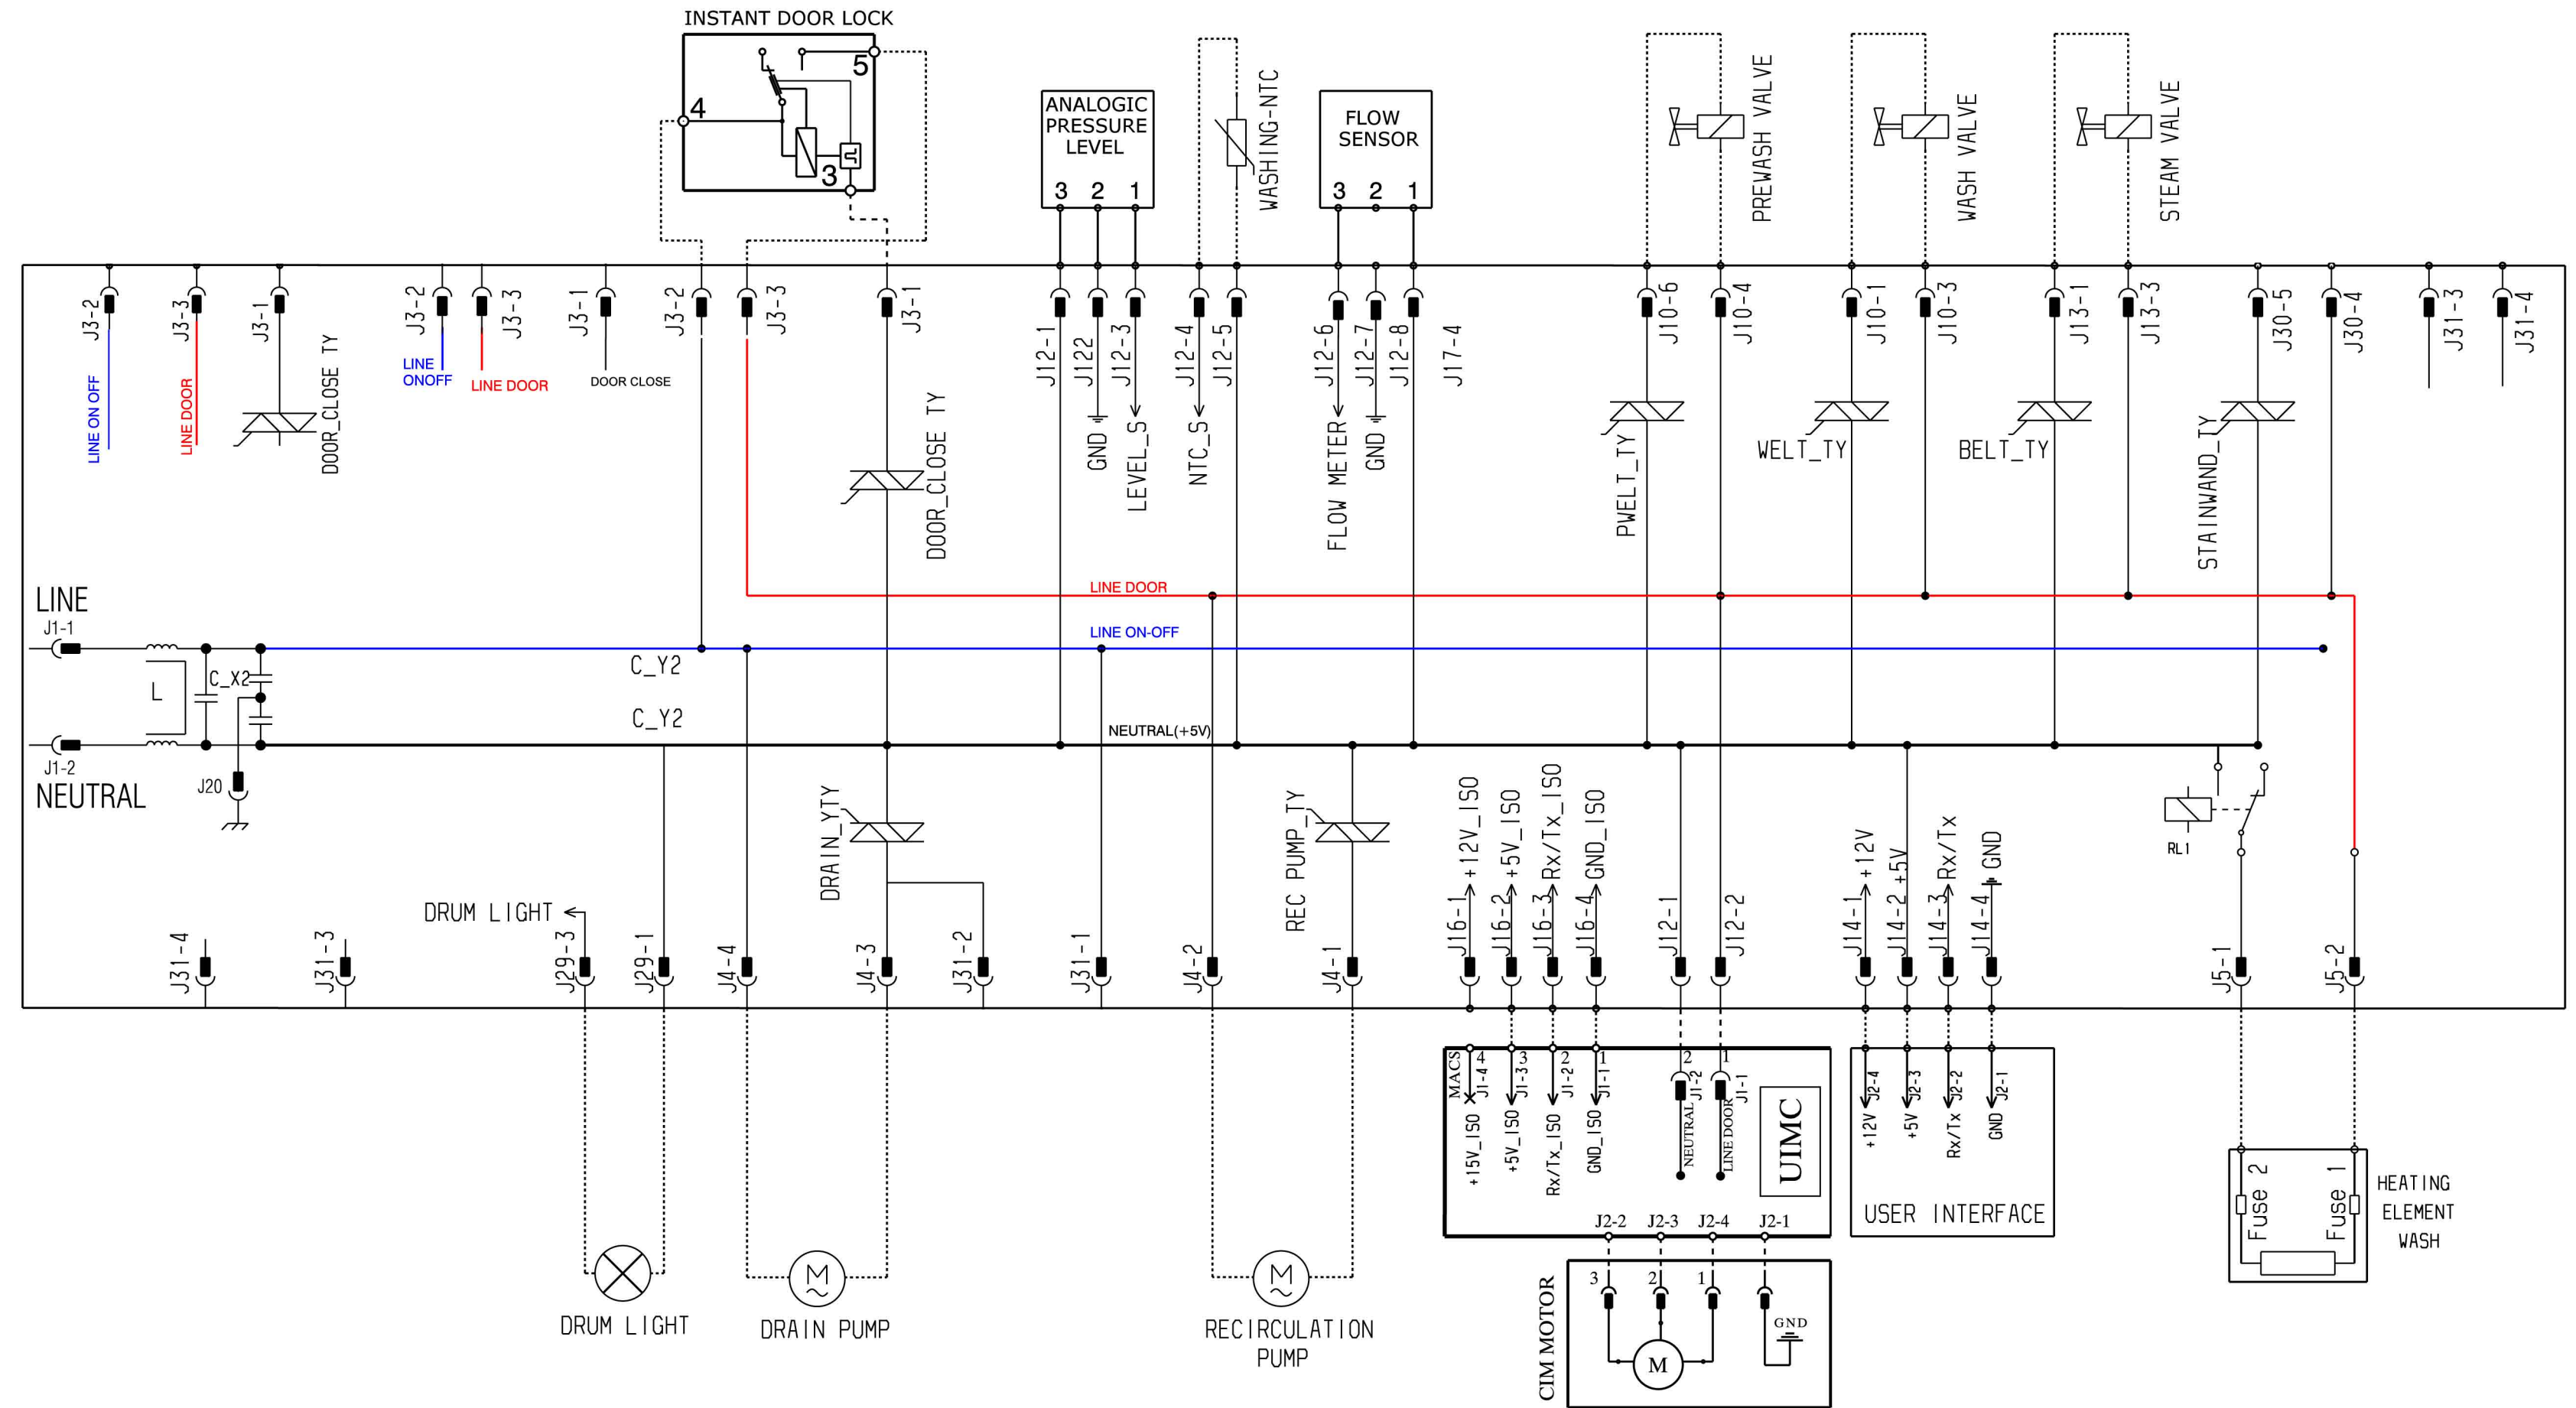 INSTANT DOOR LOCK
5
4
3
ANALOGIC
PRESSURE
LEVEL
3 2 1
WASHING-NTC
FLOW
SENSOR
3 2 1
PREWASH VALVE
WASH VALVE
STEAM VALVE
J3-2
J3-3
J3-1
J3-2
J3-3
J3-1
J3-2
J3-3
J3-1
J12-1
J122
J12-3
J12-4
J12-5
J12-6
J12-7
J12-8
J17-4
J10-6
J10-4
J10-1
J10-3
J13-1
J13-3
J30-5
J30-4
J31-3
J31-4
LINE ON OFF
LINE DOOR
DOOR_CLOSE TY
LINE
ONOFF
LINE DOOR
DOOR CLOSE
DOOR_CLOSE TY
GND
LEVEL_S
NTC_S
FLOW METER
GND
PWELT_TY
WELT_TY
BELT_TY
STAINWAND_TY
LINE DOOR
LINE
J1-1
LINE ON-OFF
C_Y2
C_X2
L
C_Y2
NEUTRAL(+5V)
J1-2
NEUTRAL
J20
DRAIN_YTY
REC PUMP_TY
+12V_ISO
+5V_ISO
Rx/Tx_ISO
GND_ISO
+12V
+5V
Rx/Tx
GND
RL1
DRUM LIGHT
J31-4
J31-3
J29-3
J29-1
J4-4
J4-3
J31-2
J31-1
J4-2
J4-1
J16-1
J16-2
J16-3
J16-4
J12-1
J12-2
J14-1
J14-2
J14-3
J14-4
J5-1
J5-2
MACS
4 3 2 1 2 1
J1-4
J1-3
J1-2
J1-1
J1-2
J1-1
+15V_ISO
+5V_ISO
Rx/Tx_ISO
GND_ISO
NEUTRAL
LINE DOOR
UIMC
J2-2 J2-3 J2-4 J2-1
J2-4
J2-3
J2-2
J2-1
+12V
+5V
Rx/Tx
GND
USER INTERFACE
Fuse 2
Fuse 1
HEATING
ELEMENT
WASH
CIM MOTOR
3 2 1
GND
M
DRUM LIGHT
M
DRAIN PUMP
M
RECIRCULATION
PUMP